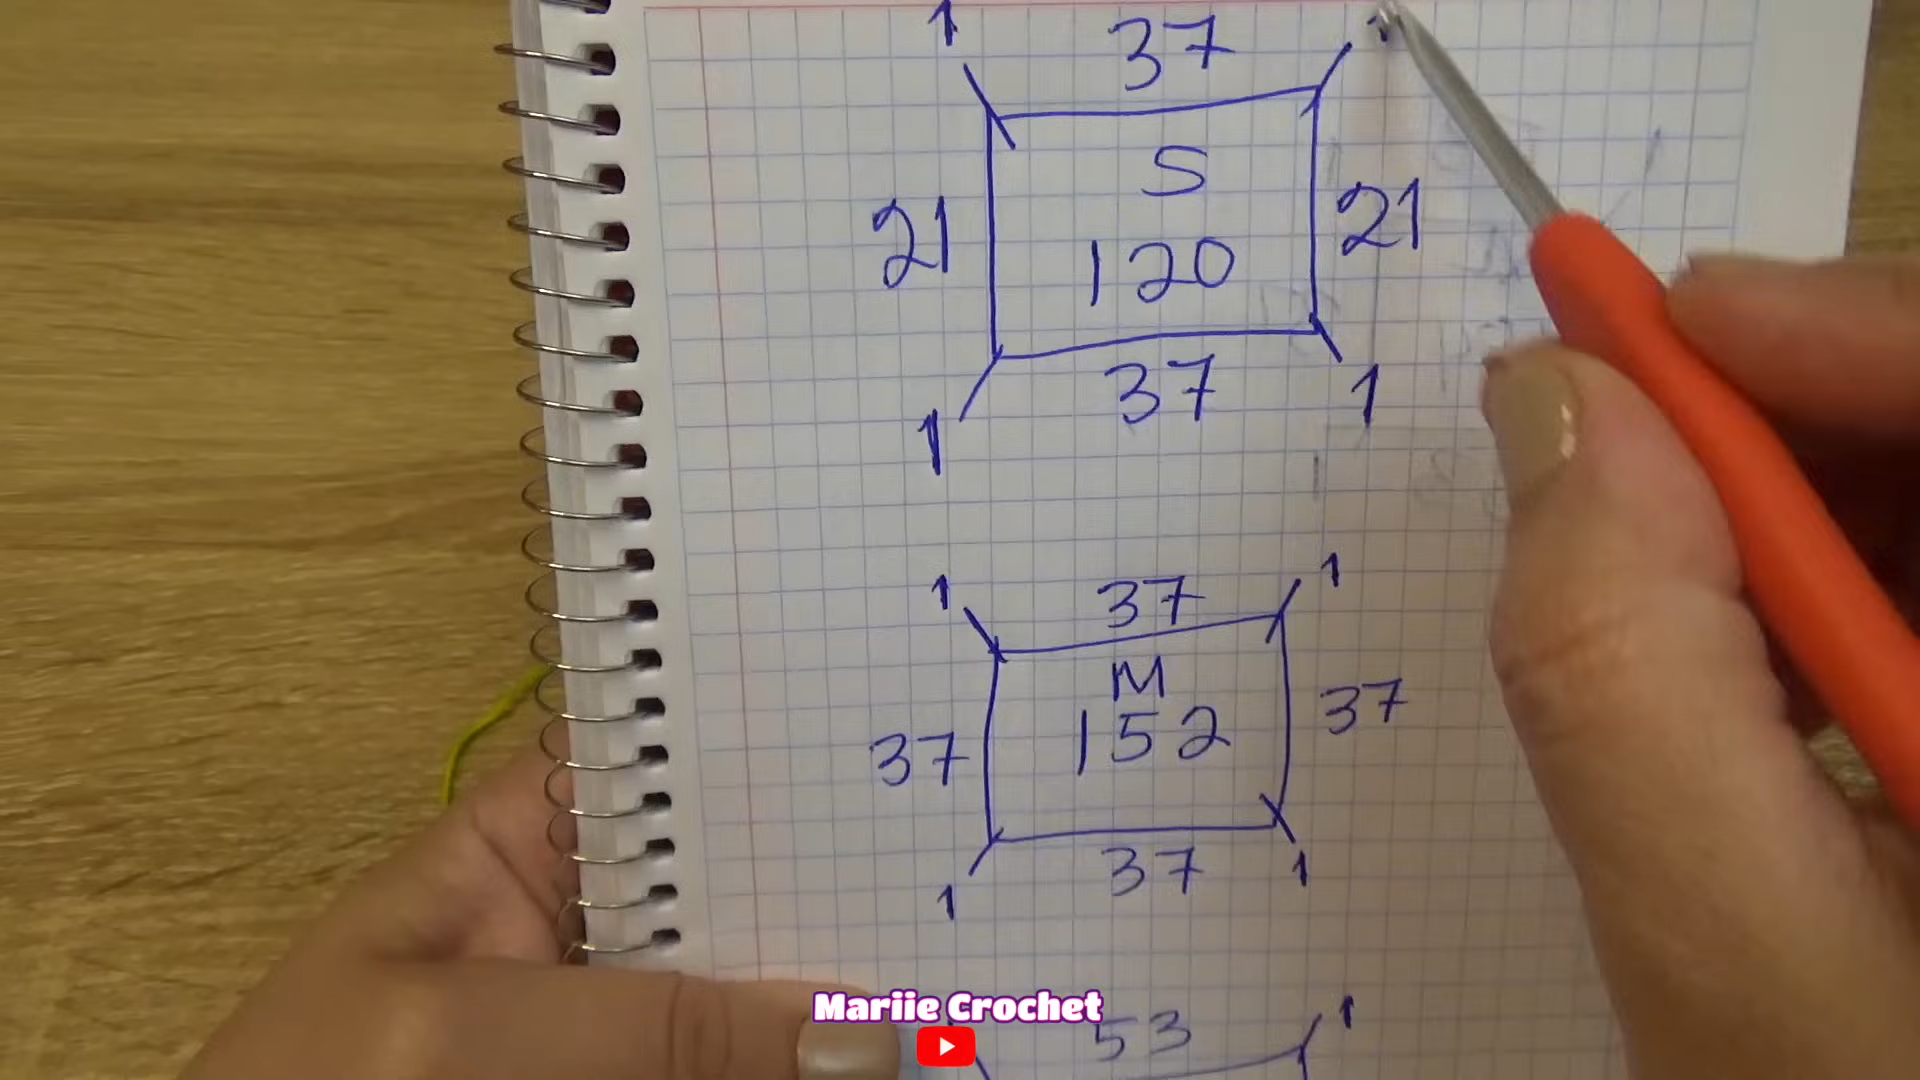 1 37 1
S
21 120 21
37
1 1
1 37 1
M
37 152 37
37
1 1
53 1
Mariie Crochet